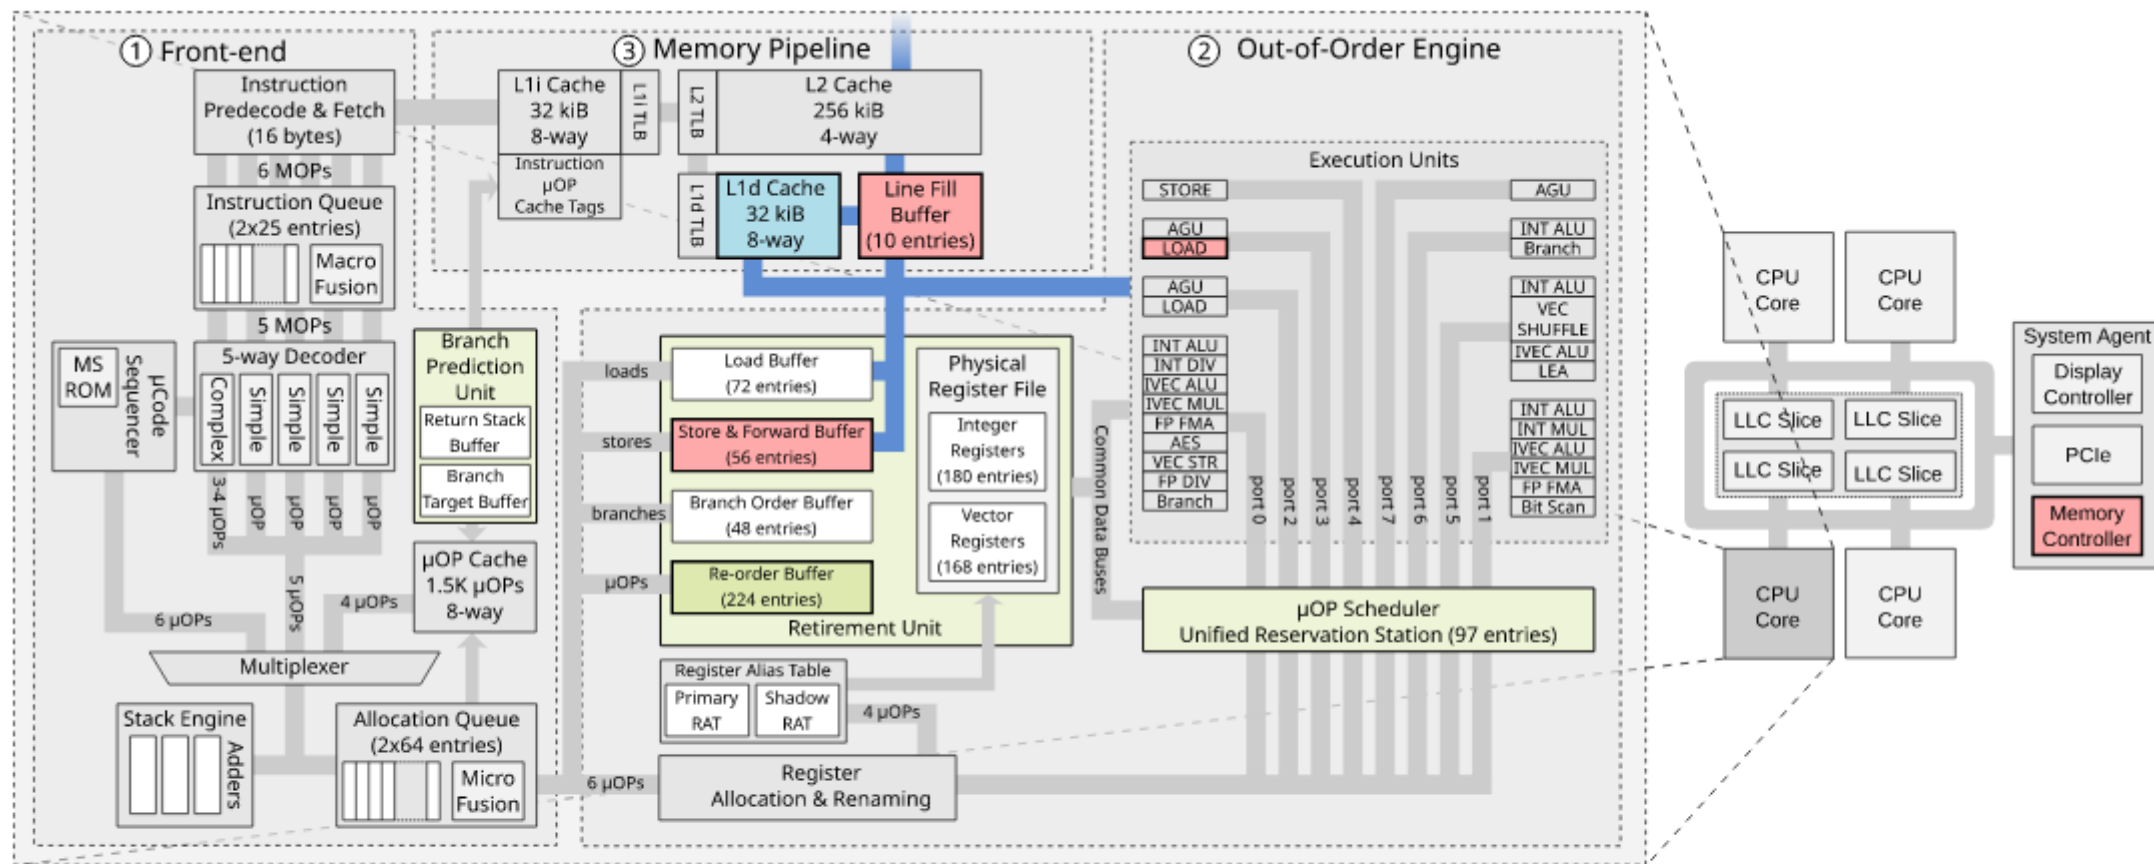 ① Front-end
Instruction
Predecode & Fetch
(16 bytes)
6 MOPs
Instruction Queue
(2x25 entries)
Macro
Fusion
5 MOPs
MS
ROM
µCode
Sequencer
5-way Decoder
Complex
Simple
Simple
Simple
Simple
3-4 µOPs
µOP
µOP
µOP
µOP
Branch
Prediction
Unit
Return Stack
Buffer
Branch
Target Buffer
µOP Cache
1.5K µOPs
8-way
6 µOPs
5 µOPs
4 µOPs
Multiplexer
Stack Engine
Adders
Allocation Queue
(2x64 entries)
Micro
Fusion
③ Memory Pipeline
L1i Cache
32 kiB
8-way
L1i TLB
Instruction
µOP
Cache Tags
L2 TLB
L2 Cache
256 kiB
4-way
L1d TLB
L1d Cache
32 kiB
8-way
Line Fill
Buffer
(10 entries)
② Out-of-Order Engine
loads
stores
branches
µOPs
Load Buffer
(72 entries)
Store & Forward Buffer
(56 entries)
Branch Order Buffer
(48 entries)
Re-order Buffer
(224 entries)
Physical
Register File
Integer
Registers
(180 entries)
Vector
Registers
(168 entries)
Retirement Unit
Register Alias Table
Primary
RAT
Shadow
RAT
4 µOPs
6 µOPs
Register
Allocation & Renaming
Common Data Buses
Execution Units
STORE
AGU
LOAD
AGU
LOAD
INT ALU
INT DIV
IVEC ALU
IVEC MUL
FP FMA
AES
VEC STR
FP DIV
Branch
AGU
INT ALU
Branch
INT ALU
VEC
SHUFFLE
IVEC ALU
LEA
INT ALU
INT MUL
IVEC ALU
IVEC MUL
FP FMA
Bit Scan
port 0
port 2
port 3
port 4
port 7
port 6
port 5
port 1
µOP Scheduler
Unified Reservation Station (97 entries)
CPU
Core
CPU
Core
LLC Slice
LLC Slice
LLC Slice
LLC Slice
CPU
Core
CPU
Core
System Agent
Display
Controller
PCIe
Memory
Controller